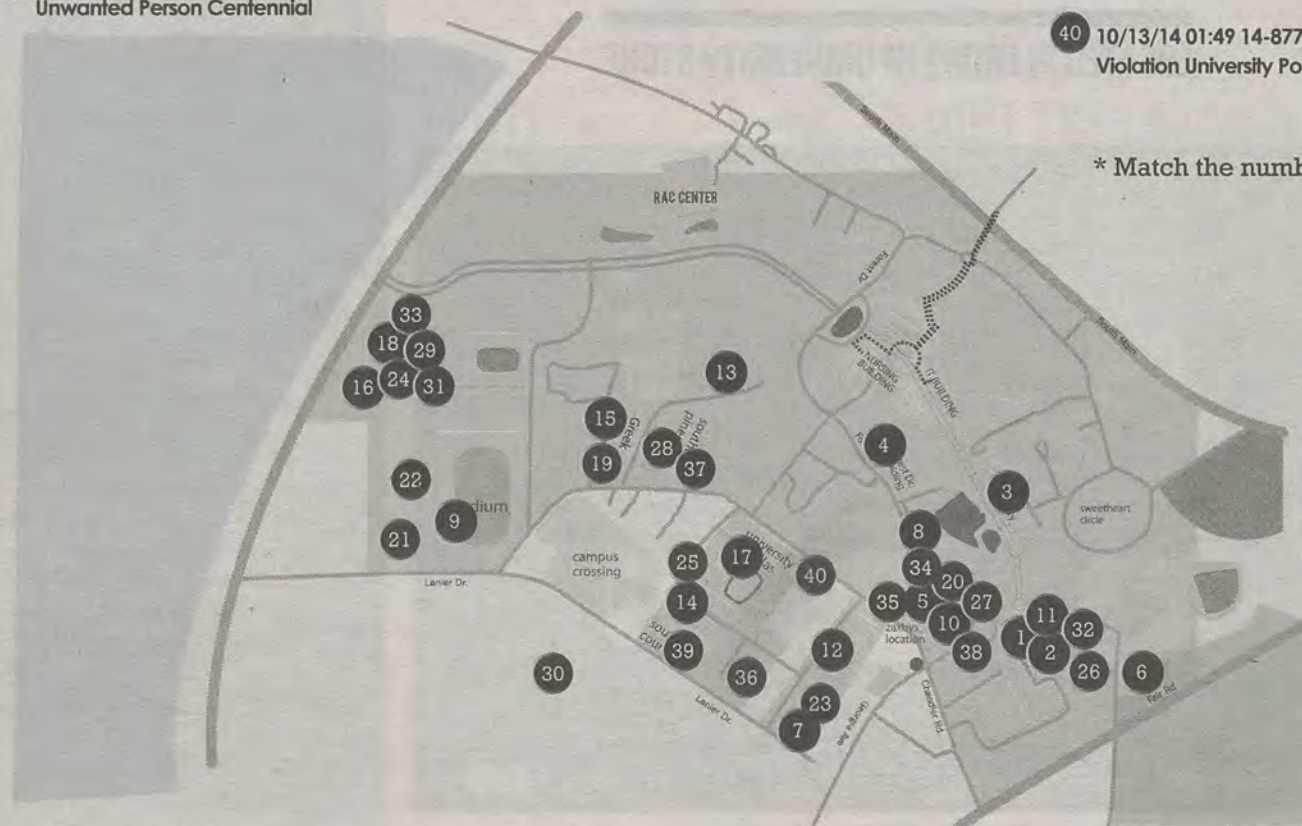 Unwanted Person Centennial
40 10/13/14 01:49 14-877
Violation University Po
* Match the numb
South Main
RAC CENTER
Forest Dr
South Main
33
18
29
NURSING
BUILDING
IT BUILDING
16
24
31
13
15
Greek
south
pine
28
4
19
37
22
3
sweetheart
circle
9
dium
8
21
campus
crossing
25
17
university
40
34
20
Lanier Dr.
14
35
5
27
zaxbys
location
10
11
1
32
39
12
38
2
30
36
26
6
Lanier Dr.
23
7
Georgia Ave
Chandler Rd.
Fair Rd